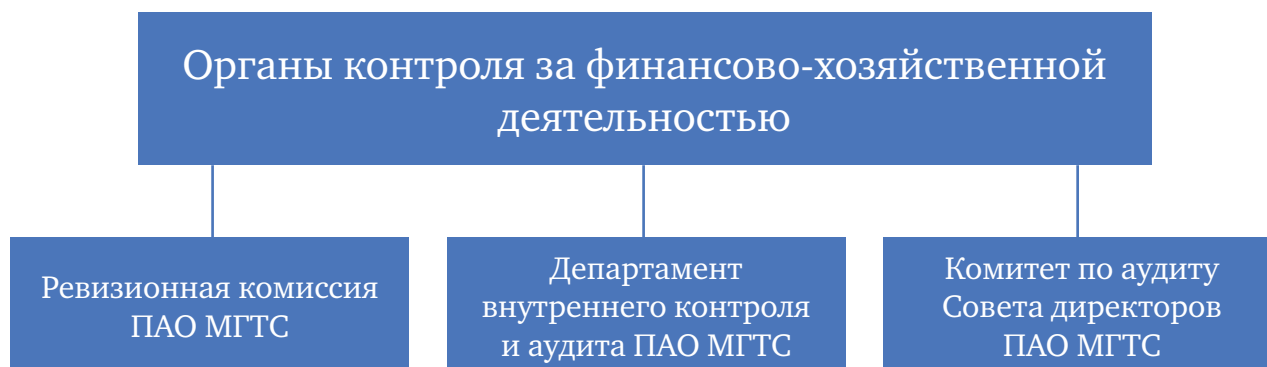 Органы контроля за финансово-хозяйственной
деятельностью
Ревизионная комиссия
ПАО МГТС
Департамент
внутреннего контроля
и аудита ПАО МГТС
Комитет по аудиту
Совета директоров
ПАО МГТС